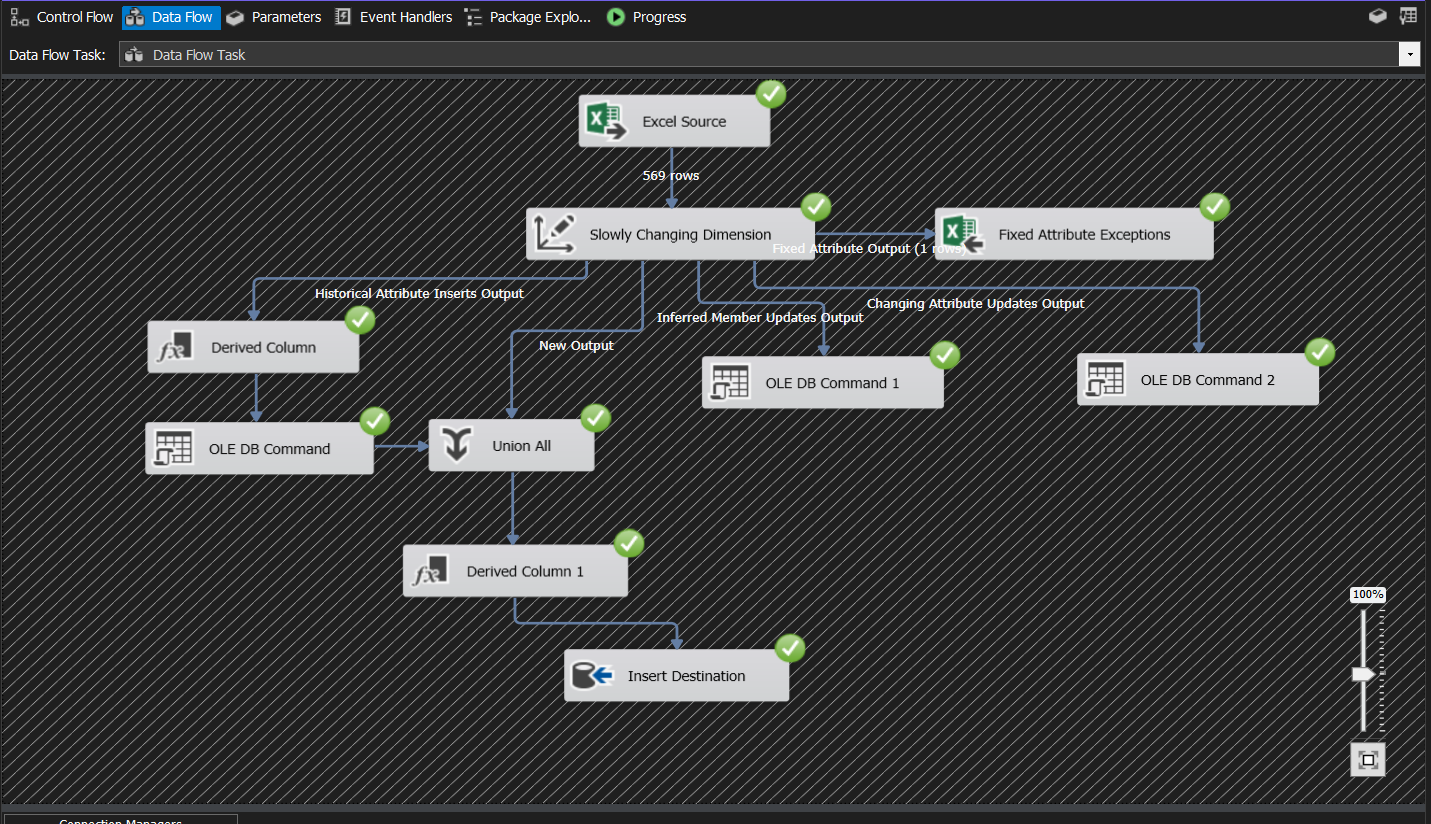 Control Flow Data Flow Parameters Event Handlers Package Explo... Progress
Data Flow Task: Data Flow Task
Excel Source
569 rows
Slowly Changing Dimension
Fixed Attribute Exceptions
Fixed Attribute Output (1 rows)
Historical Attribute Inserts Output
Changing Attribute Updates Output
Inferred Member Updates Output
New Output
Derived Column
OLE DB Command 1
OLE DB Command 2
OLE DB Command
Union All
Derived Column 1
100%
Insert Destination
Connection Managers